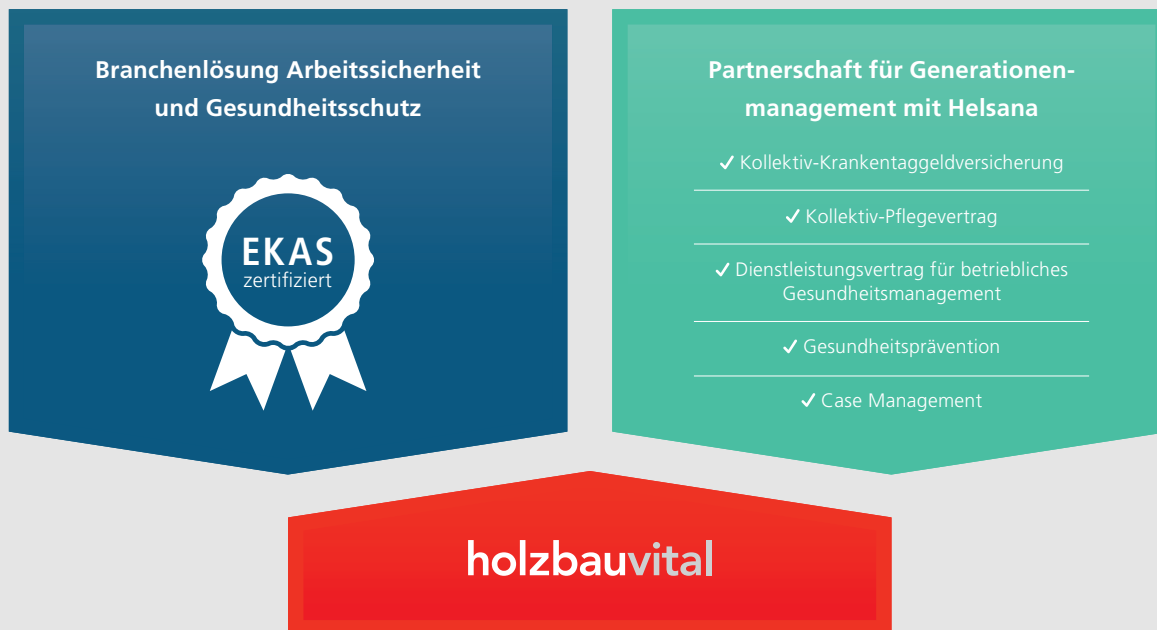 Branchenlösung Arbeitssicherheit
und Gesundheitsschutz
EKAS
zertifiziert
Partnerschaft für Generationen-
management mit Helsana
✓ Kollektiv-Krankentaggeldversicherung
✓ Kollektiv-Pflegevertrag
✓ Dienstleistungsvertrag für betriebliches
Gesundheitsmanagement
✓ Gesundheitsprävention
✓ Case Management
holzbauvital